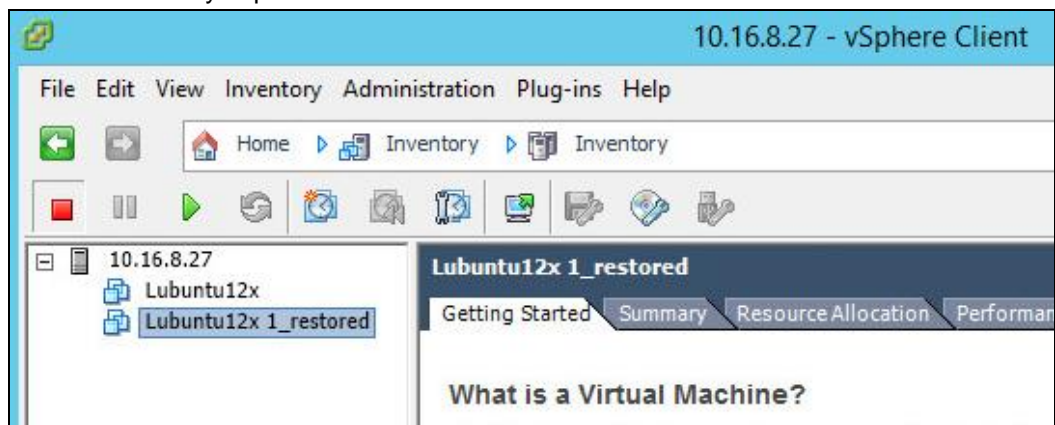 10.16.8.27 - vSphere Client
File Edit View Inventory Administration Plug-ins Help
Home Inventory Inventory
10.16.8.27
Lubuntu12x
Lubuntu12x 1_restored
Lubuntu12x 1_restored
Getting Started Summary Resource Allocation Performan
What is a Virtual Machine?